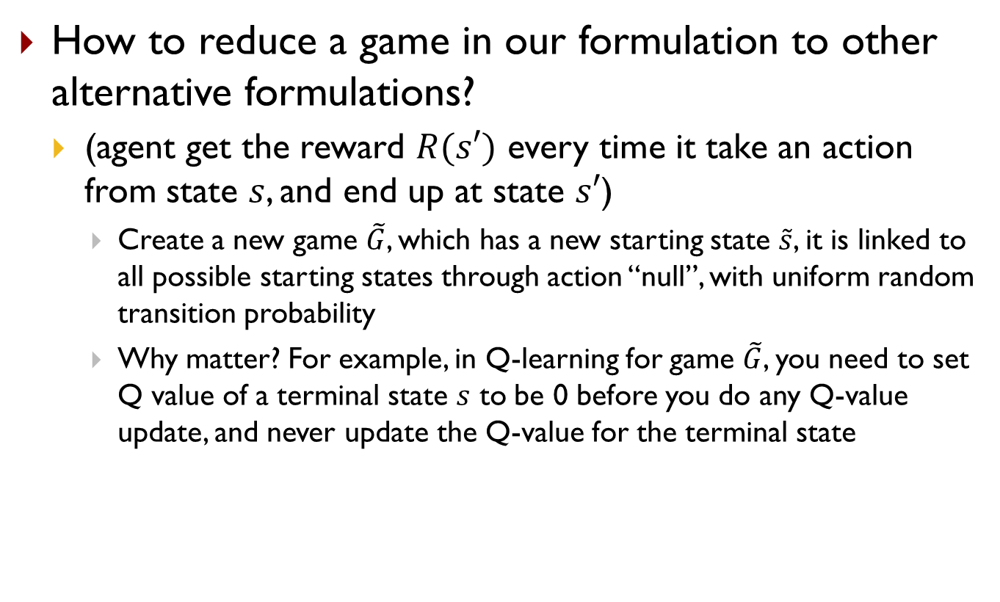 How to reduce a game in our formulation to other
alternative formulations?
(agent get the reward R(s′) every time it take an action
from state s, and end up at state s′)
Create a new game G̃, which has a new starting state s̃, it is linked to
all possible starting states through action “null”, with uniform random
transition probability
Why matter? For example, in Q-learning for game G̃, you need to set
Q value of a terminal state s to be 0 before you do any Q-value
update, and never update the Q-value for the terminal state